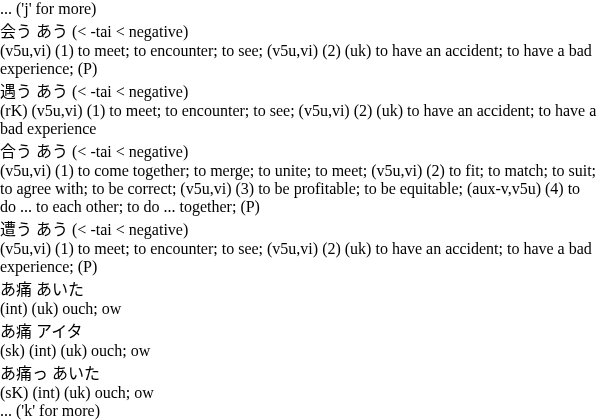 ... ('j' for more)
会う あう (< -tai < negative)
(v5u,vi) (1) to meet; to encounter; to see; (v5u,vi) (2) (uk) to have an accident; to have a bad
experience; (P)
遇う あう (< -tai < negative)
(rK) (v5u,vi) (1) to meet; to encounter; to see; (v5u,vi) (2) (uk) to have an accident; to have a
bad experience
合う あう (< -tai < negative)
(v5u,vi) (1) to come together; to merge; to unite; to meet; (v5u,vi) (2) to fit; to match; to suit;
to agree with; to be correct; (v5u,vi) (3) to be profitable; to be equitable; (aux-v,v5u) (4) to
do ... to each other; to do ... together; (P)
遭う あう (< -tai < negative)
(v5u,vi) (1) to meet; to encounter; to see; (v5u,vi) (2) (uk) to have an accident; to have a bad
experience; (P)
あ痛 あいた
(int) (uk) ouch; ow
あ痛 アイタ
(sk) (int) (uk) ouch; ow
あ痛っ あいた
(sK) (int) (uk) ouch; ow
... ('k' for more)